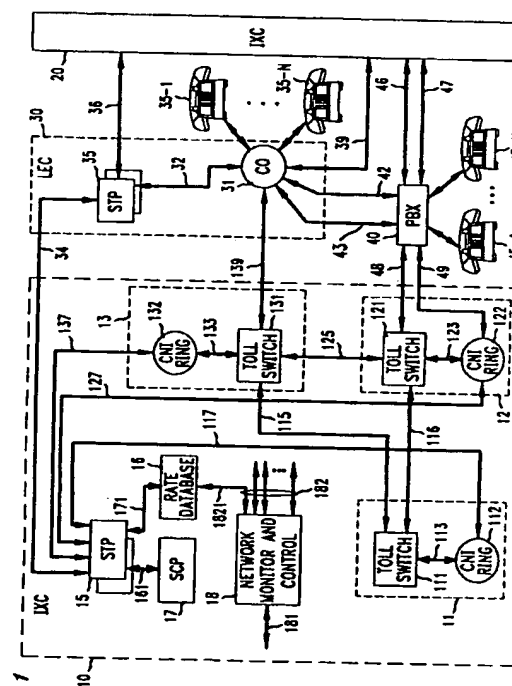 1
10
IXC
15
STP
34
LEC
30
35
STP
36
20
IXC
161
171
17
SCP
16
RATE
DATABASE
137
127
117
32
35-1
35-N
18
NETWORK
MONITOR AND
CONTROL
181
1821
182
13
132
CNI
RING
133
TOLL
SWITCH
131
139
31
CO
39
115
116
125
43
42
11
TOLL
SWITCH
111
113
CNI
RING
112
12
121
TOLL
SWITCH
123
CNI
RING
122
48
49
40
PBX
46
47